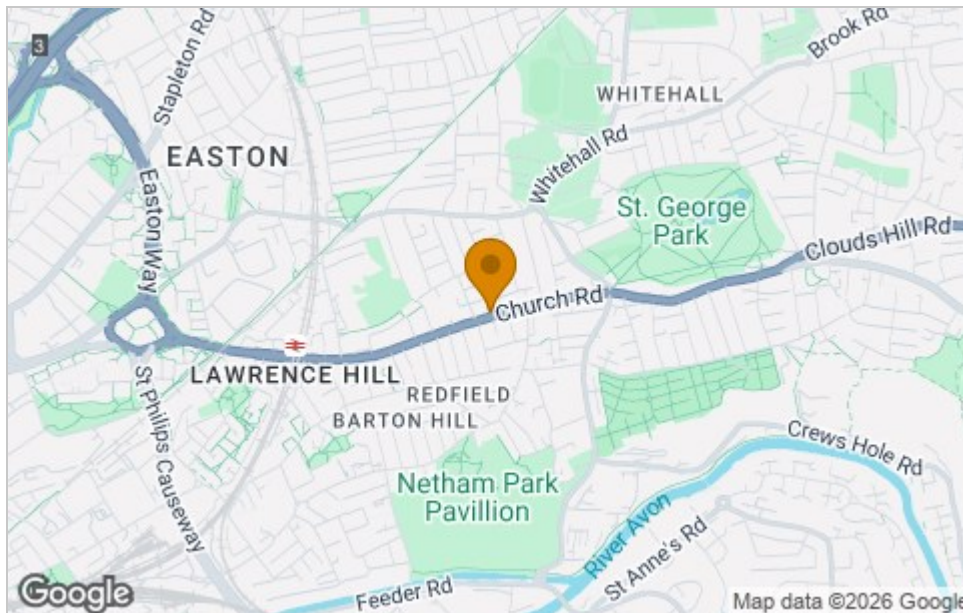 3
Stapleton Rd
Brook Rd
WHITEHALL
EASTON
Whitehall Rd
Easton Way
St. George
Park
Clouds Hill Rd
Church Rd
LAWRENCE HILL
REDFIELD
BARTON HILL
St Phillips Causeway
Crews Hole Rd
Netham Park
Pavillion
River Avon
St Anne's Rd
Feeder Rd
Google
Map data ©2026 Google